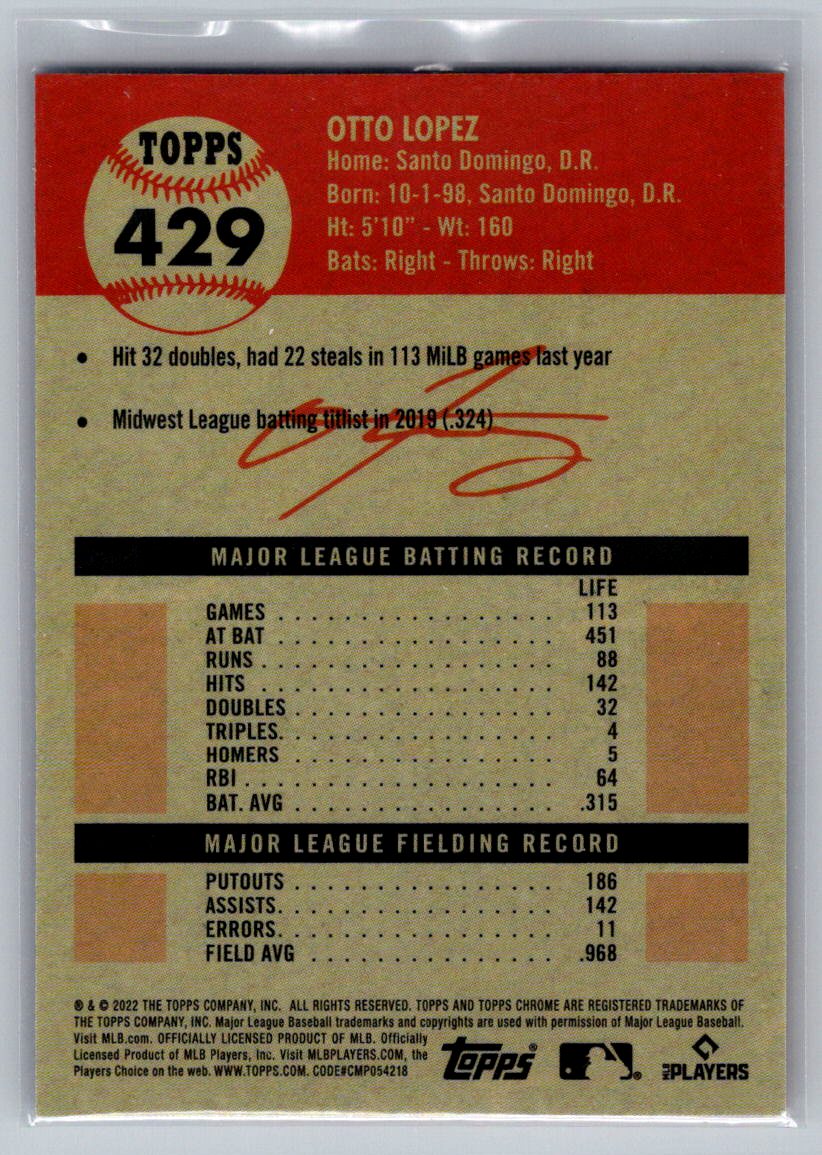 TOPPS
429
OTTO LOPEZ
Home: Santo Domingo, D.R.
Born: 10-1-98, Santo Domingo, D.R.
Ht: 5'10" - Wt: 160
Bats: Right - Throws: Right
• Hit 32 doubles, had 22 steals in 113 MiLB games last year
• Midwest League batting titlist in 2019 (.324)
MAJOR LEAGUE BATTING RECORD
LIFE
GAMES . . . . . . . . . . . . . . . . . . 113
AT BAT . . . . . . . . . . . . . . . . . . 451
RUNS . . . . . . . . . . . . . . . . . . . 88
HITS . . . . . . . . . . . . . . . . . . . 142
DOUBLES . . . . . . . . . . . . . . . . . 32
TRIPLES. . . . . . . . . . . . . . . . . . 4
HOMERS . . . . . . . . . . . . . . . . . 5
RBI . . . . . . . . . . . . . . . . . . . . 64
BAT. AVG . . . . . . . . . . . . . . . . . .315
MAJOR LEAGUE FIELDING RECORD
PUTOUTS . . . . . . . . . . . . . . . . . 186
ASSISTS. . . . . . . . . . . . . . . . . . 142
ERRORS. . . . . . . . . . . . . . . . . . 11
FIELD AVG . . . . . . . . . . . . . . . . .968
® & © 2022 THE TOPPS COMPANY, INC. ALL RIGHTS RESERVED. TOPPS AND TOPPS CHROME ARE REGISTERED TRADEMARKS OF
THE TOPPS COMPANY, INC. Major League Baseball trademarks and copyrights are used with permission of Major League Baseball.
Visit MLB.com. OFFICIALLY LICENSED PRODUCT OF MLB. Officially
Licensed Product of MLB Players, Inc. Visit MLBPLAYERS.COM, the
Players Choice on the web. WWW.TOPPS.COM. CODE#CMP054218
Topps®
®
MLB PLAYERS